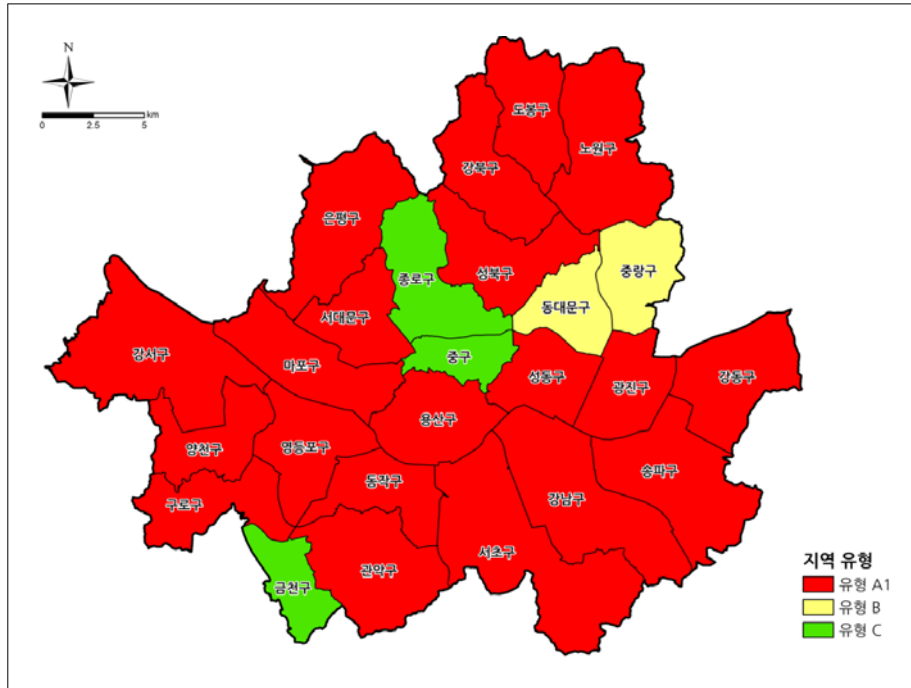 N
km
0 2.5 5
도봉구
노원구
강북구
은평구
중랑구
성북구
종로구
동대문구
서대문구
강서구
중구
마포구
성동구
광진구
강동구
용산구
양천구
영등포구
송파구
동작구
강남구
구로구
서초구
관악구
금천구
지역 유형
유형 A1
유형 B
유형 C